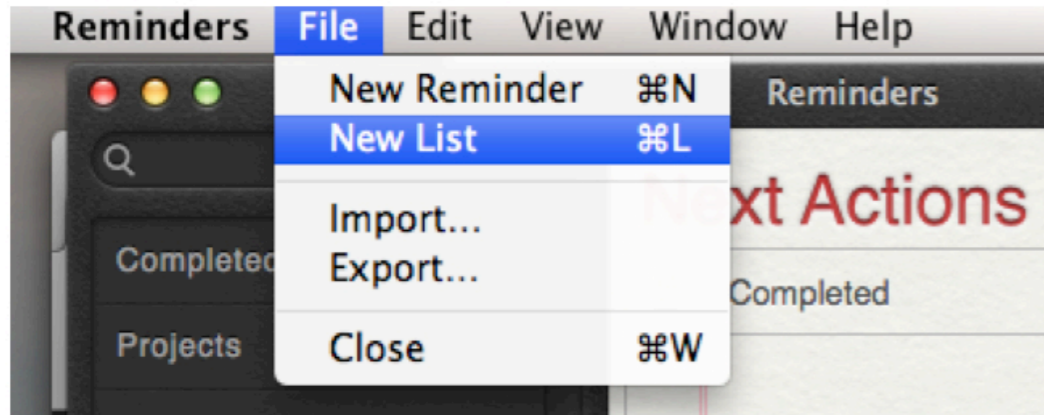 Reminders File Edit View Window Help
New Reminder ⌘N
Reminders
New List ⌘L
Next Actions
Import...
Export...
Completed
Completed
Projects
Close ⌘W